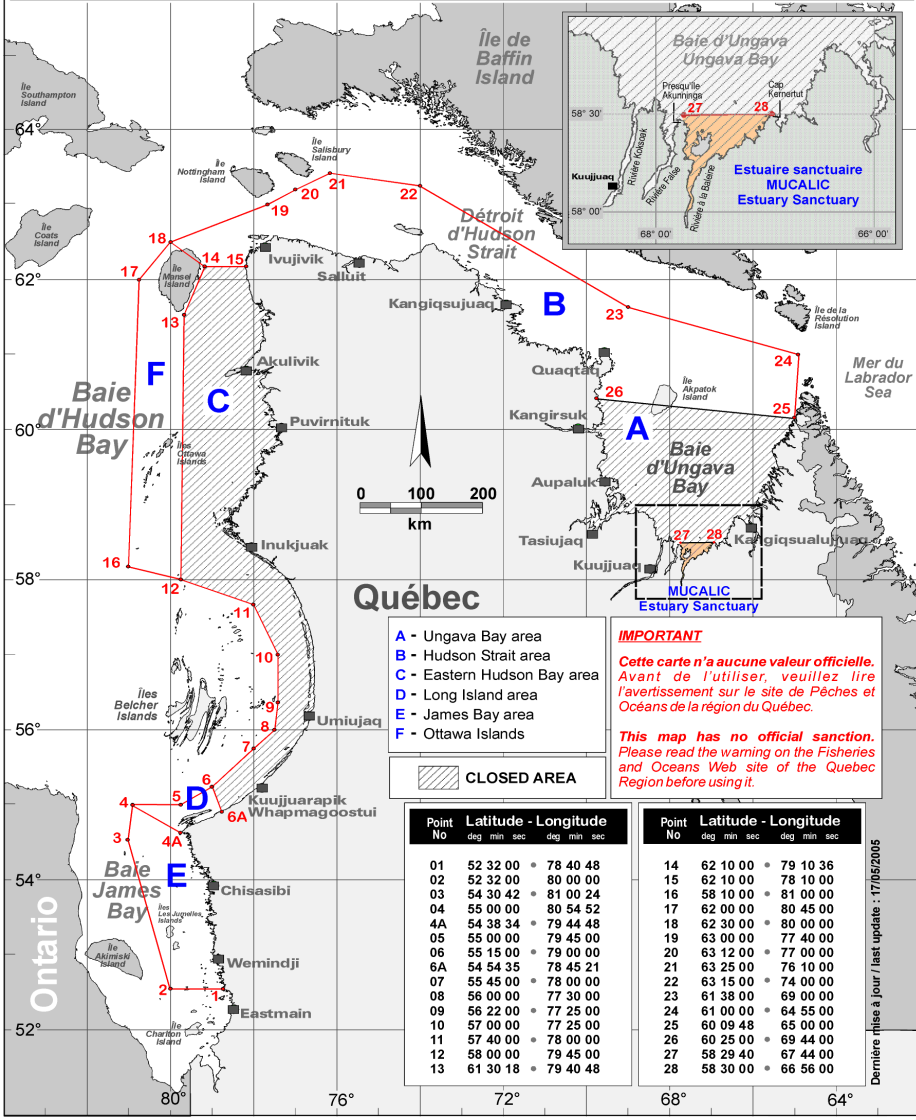 Île de
Baffin
Island
Île
Southampton
Island
64°
Île
Salisbury
Island
Île
Nottingham
Island
21
20
22
19
Île
Coats
Island
18
14
15
17
Île
Mansel
Island
62°
13
Ivujivik
Salluit
Détroit
d'Hudson
Strait
Kangiqsujuaq
B
23
Île de la
Résolution
Island
24
Mer du
Labrador
Sea
F
C
Akulivik
Quaqtaq
Île
Akpatok
Island
26
25
Baie
d'Hudson
Bay
60°
Puvirnituk
Îles
Ottawa
Islands
Kangirsuk
A
Baie
d'Ungava
Bay
0 100 200
km
Aupaluk
Tasiujaq
27 28
Kangiqsualujuaq
Kuujjuaq
MUCALIC
Estuary Sanctuary
Inukjuak
16
58°
12
11
Québec
10
9
8
7
Îles
Belcher
Islands
56°
Umiujaq
6
5
D
6A
Kuujjuarapik
Whapmagoostui
4
4A
3
E
Baie
James
Bay
54°
Chisasibi
Îles
Les Jumelles
Islands
Île
Akimiski
Island
Ontario
Wemindji
2
1
Eastmain
52°
Île
Charlton
Island
80° 76° 72° 68° 64°
Baie d'Ungava
Ungava Bay
Presqu'île
Akunninga
Cap
Kernertut
27
28
58° 30'
Rivière Koksoak
Rivière False
Rivière à la Baleine
Kuujjuaq
Estuaire sanctuaire
MUCALIC
Estuary Sanctuary
58° 00'
68° 00' 66° 00'
A - Ungava Bay area
B - Hudson Strait area
C - Eastern Hudson Bay area
D - Long Island area
E - James Bay area
F - Ottawa Islands
CLOSED AREA
IMPORTANT
Cette carte n'a aucune valeur officielle.
Avant de l'utiliser, veuillez lire
l'avertissement sur le site de Pêches et
Océans de la région du Québec.
This map has no official sanction.
Please read the warning on the Fisheries
and Oceans Web site of the Quebec
Region before using it.
Point Latitude - Longitude
No deg min sec deg min sec
01 52 32 00 • 78 40 48
02 52 32 00 • 80 00 00
03 54 30 42 • 81 00 24
04 55 00 00 • 80 54 52
4A 54 38 34 • 79 44 48
05 55 00 00 • 79 45 00
06 55 15 00 • 79 00 00
6A 54 54 35 • 78 45 21
07 55 45 00 • 78 00 00
08 56 00 00 • 77 30 00
09 56 22 00 • 77 25 00
10 57 00 00 • 77 25 00
11 57 40 00 • 78 00 00
12 58 00 00 • 79 45 00
13 61 30 18 • 79 40 48
Point Latitude - Longitude
No deg min sec deg min sec
14 62 10 00 • 79 10 36
15 62 10 00 • 78 10 00
16 58 10 00 • 81 00 00
17 62 00 00 • 80 45 00
18 62 30 00 • 80 00 00
19 63 00 00 • 77 40 00
20 63 12 00 • 77 00 00
21 63 25 00 • 76 10 00
22 63 15 00 • 74 00 00
23 61 38 00 • 69 00 00
24 61 00 00 • 64 55 00
25 60 09 48 • 65 00 00
26 60 25 00 • 69 44 00
27 58 29 40 • 67 44 00
28 58 30 00 • 66 56 00
Dernière mise à jour / last update : 17/05/2005